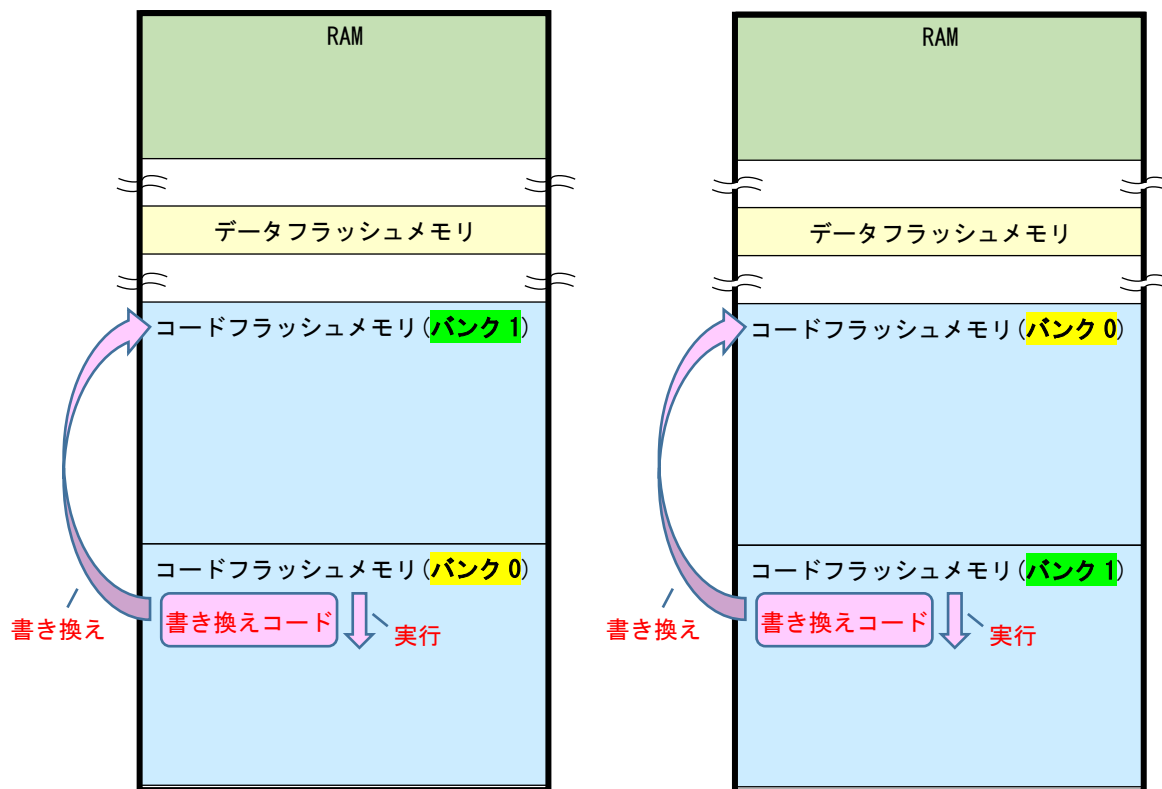 RAM
データフラッシュメモリ
コードフラッシュメモリ(バンク 1)
コードフラッシュメモリ(バンク 0)
書き換えコード
実行
書き換え
RAM
データフラッシュメモリ
コードフラッシュメモリ(バンク 0)
コードフラッシュメモリ(バンク 1)
書き換えコード
実行
書き換え